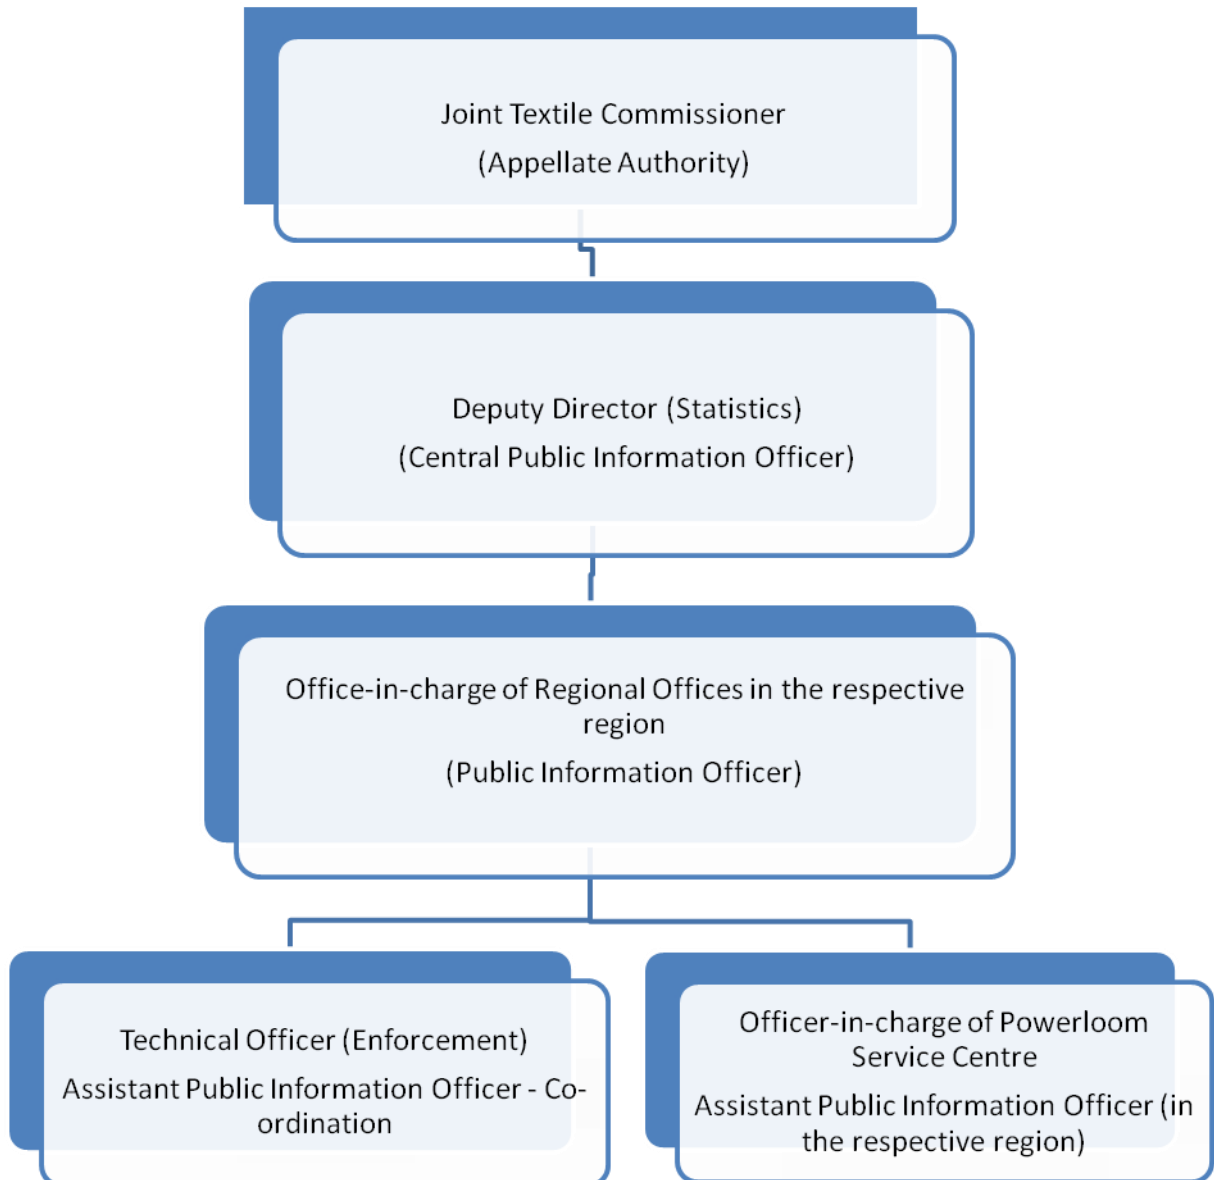 Joint Textile Commissioner
(Appellate Authority)
Deputy Director (Statistics)
(Central Public Information Officer)
Office-in-charge of Regional Offices in the respective
region
(Public Information Officer)
Technical Officer (Enforcement)
Assistant Public Information Officer - Co-
ordination
Officer-in-charge of Powerloom
Service Centre
Assistant Public Information Officer (in
the respective region)